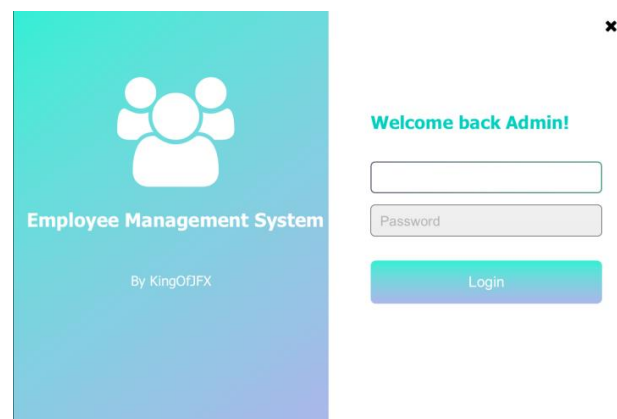 Employee Management System
By KingOfJFX
Welcome back Admin!
Password
Login